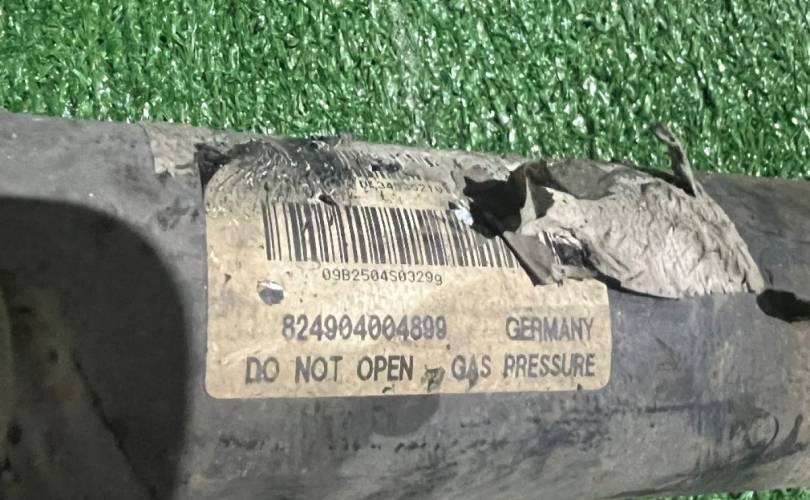 09B2504S0329g
824904004899 GERMANY
DO NOT OPEN - GAS PRESSURE